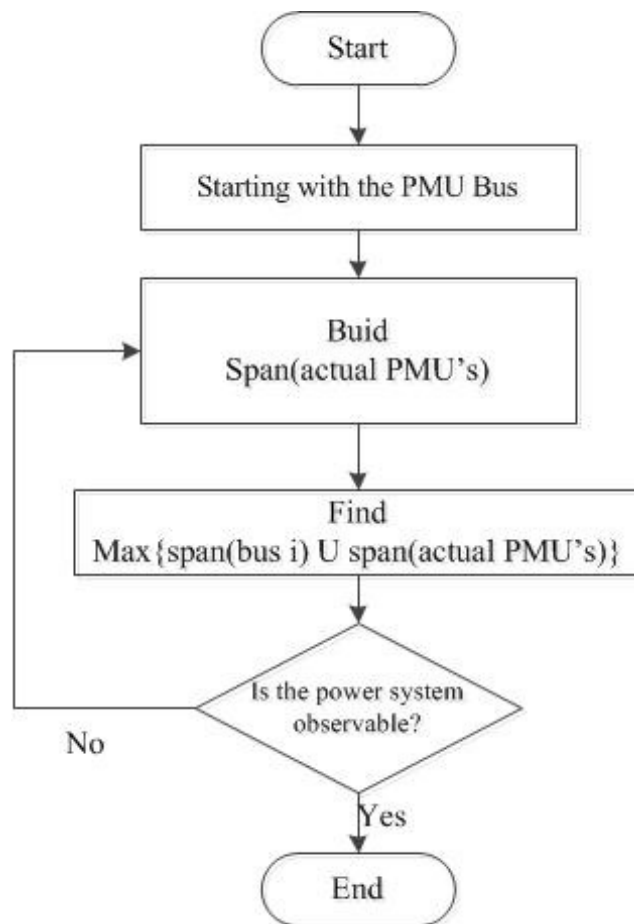 Start
Starting with the PMU Bus
Buid
Span(actual PMU’s)
Find
Max{span(bus i) U span(actual PMU’s)}
Is the power system
observable?
No
Yes
End